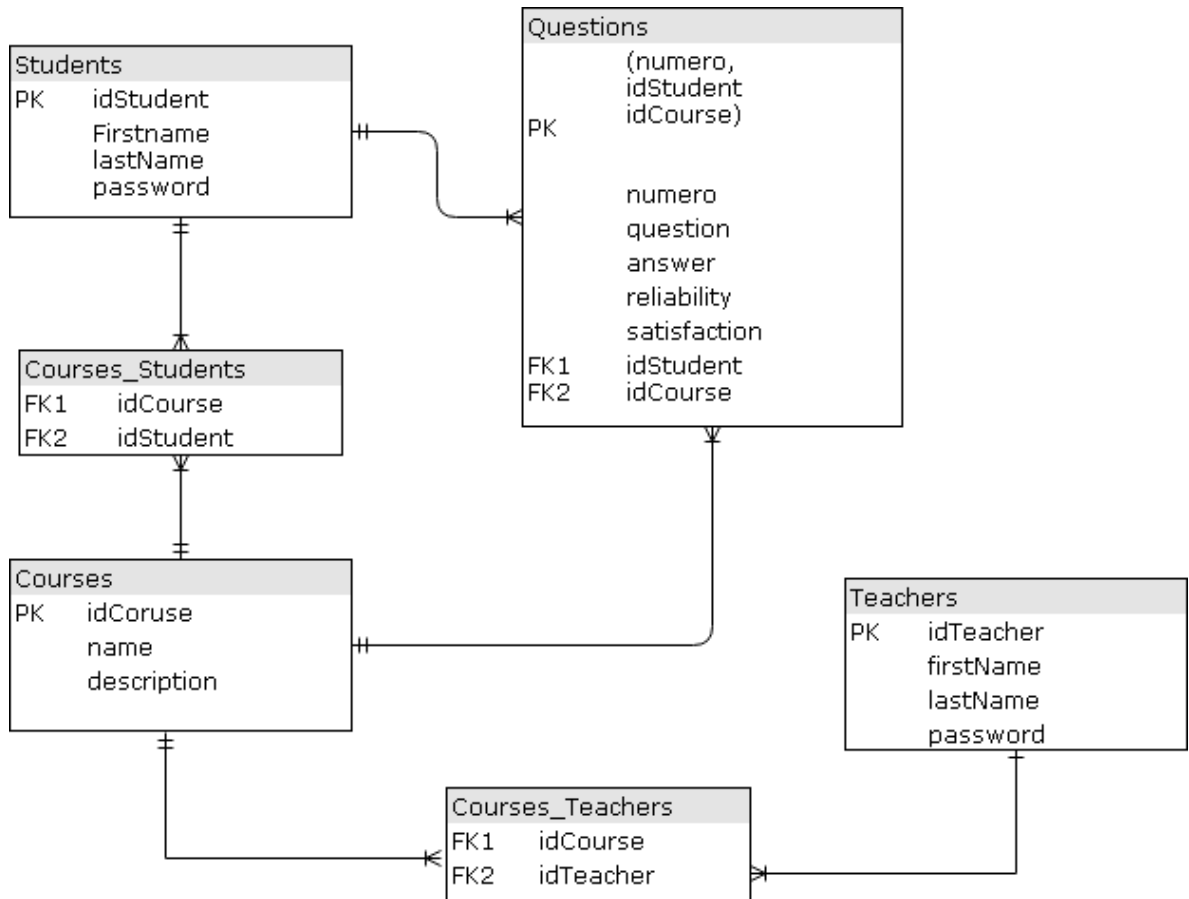 Students
PK idStudent
Firstname
lastName
password
Questions
(numero,
idStudent
idCourse)
PK
numero
question
answer
reliability
satisfaction
FK1 idStudent
FK2 idCourse
Courses_Students
FK1 idCourse
FK2 idStudent
Courses
PK idCoruse
name
description
Teachers
PK idTeacher
firstName
lastName
password
Courses_Teachers
FK1 idCourse
FK2 idTeacher